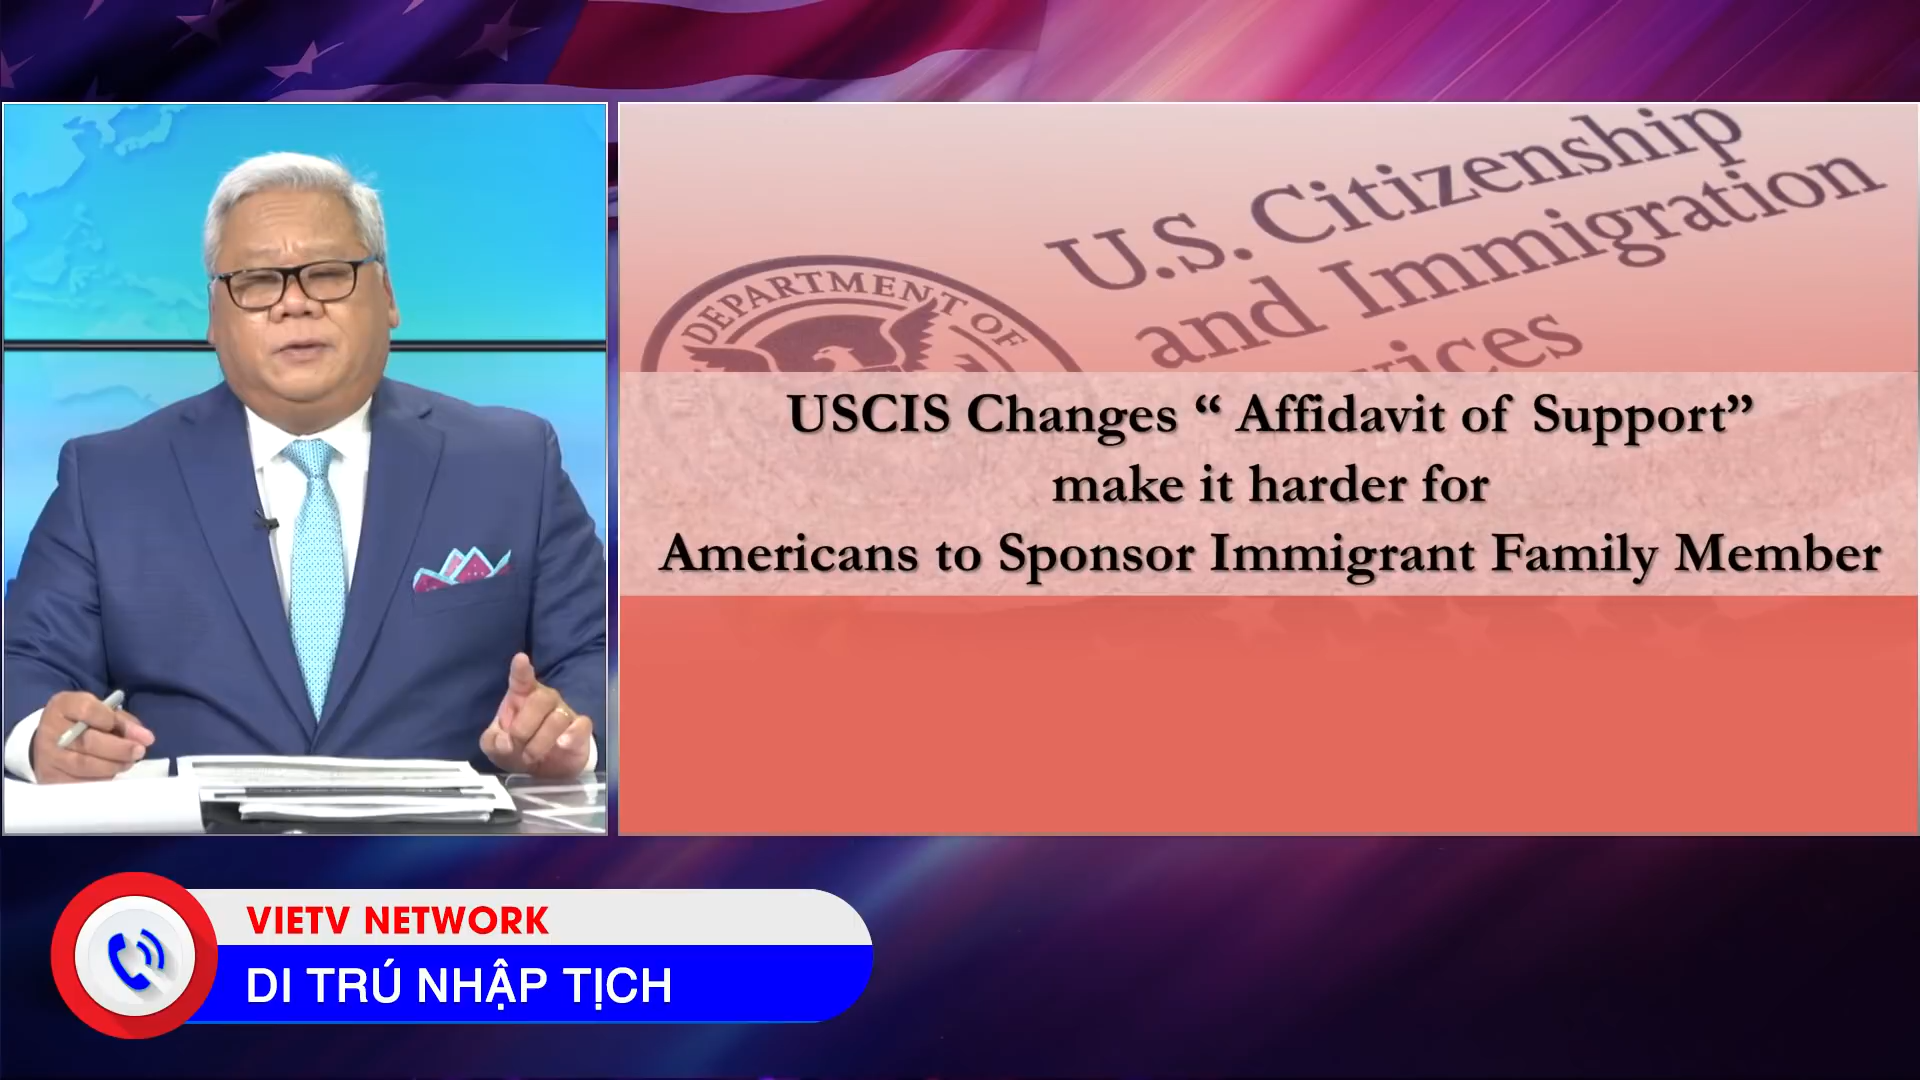 U.S. Citizenship
and Immigration
DEPARTMENT OF
USCIS Changes “ Affidavit of Support”
make it harder for
Americans to Sponsor Immigrant Family Member
VIETV NETWORK
DI TRÚ NHẬP TỊCH